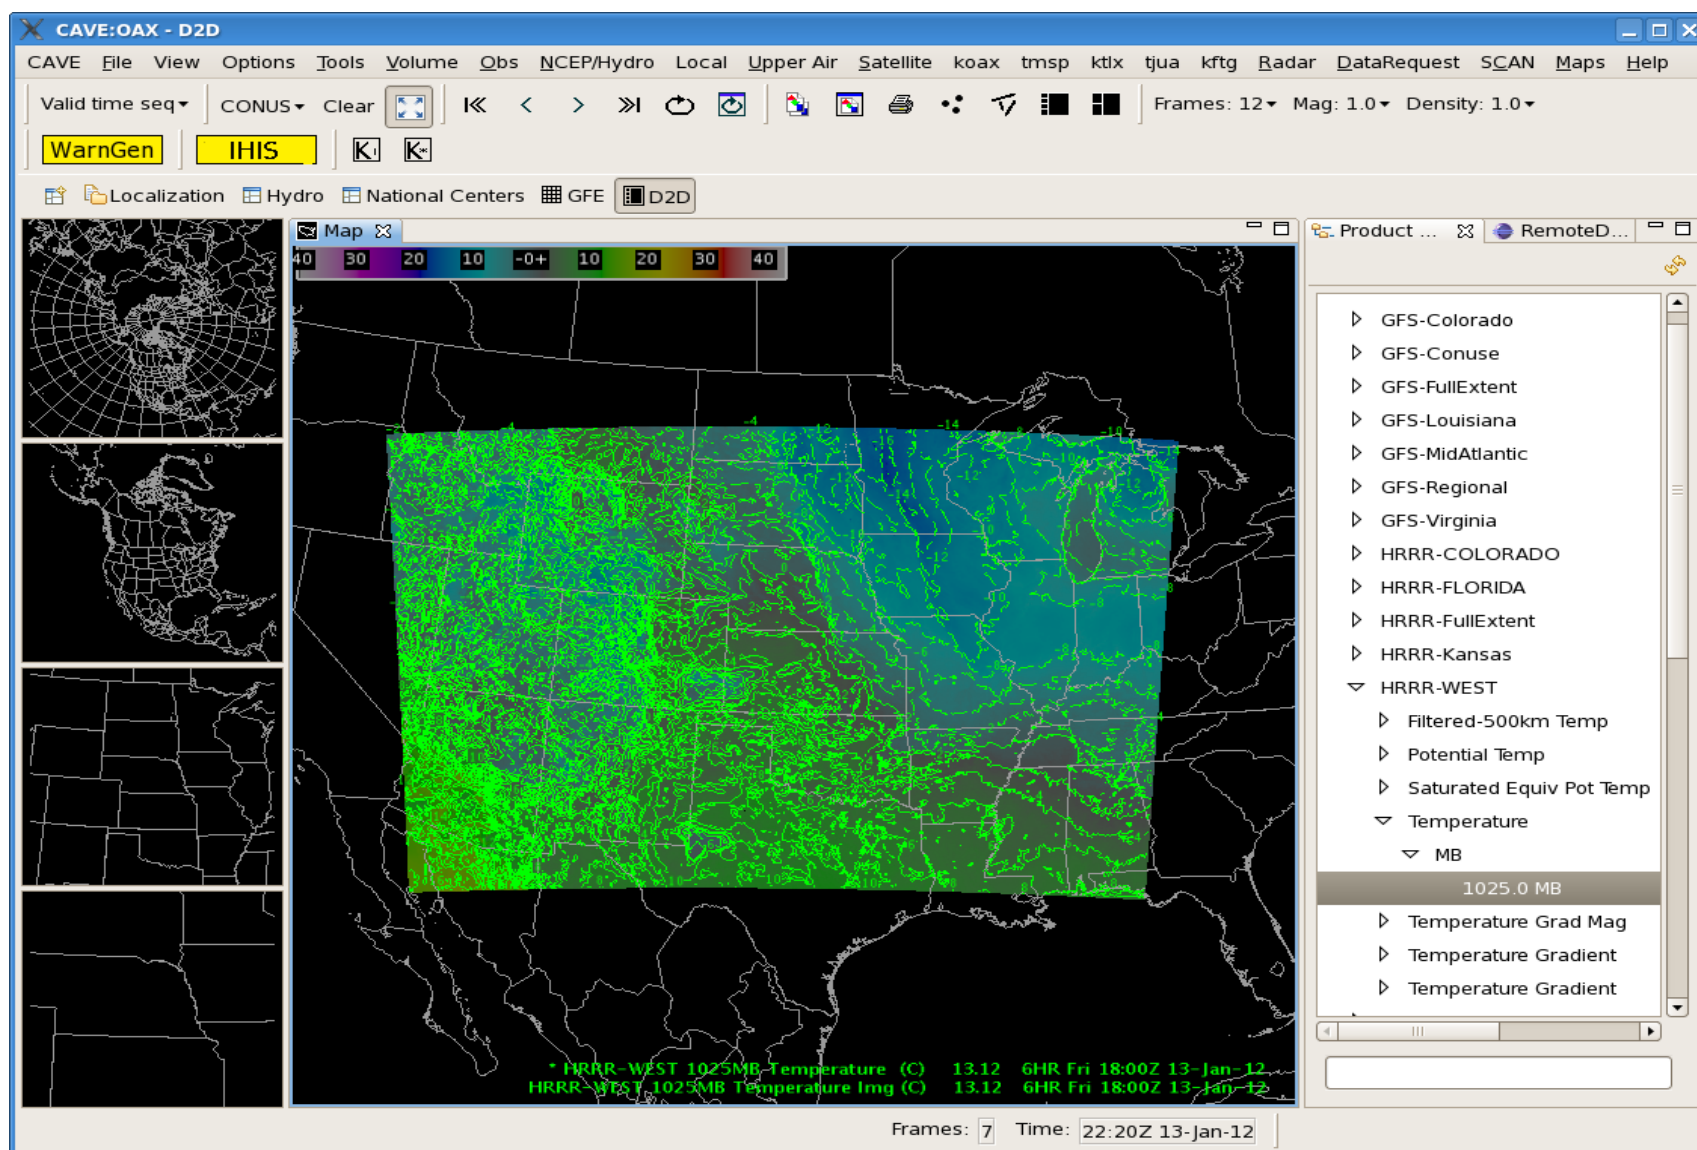 CAVE:OAX - D2D
CAVE File View Options Tools Volume Obs NCEP/Hydro Local Upper Air Satellite koax tmsp ktlx tjua kftg Radar DataRequest SCAN Maps Help
Valid time seq CONUS Clear Frames: 12 Mag: 1.0 Density: 1.0
WarnGen IHIS
Localization Hydro National Centers GFE D2D
Map
40 30 20 10 -0+ 10 20 30 40
Product ... RemoteD...
GFS-Colorado
GFS-Conuse
GFS-FullExtent
GFS-Louisiana
GFS-MidAtlantic
GFS-Regional
GFS-Virginia
HRRR-COLORADO
HRRR-FLORIDA
HRRR-FullExtent
HRRR-Kansas
HRRR-WEST
Filtered-500km Temp
Potential Temp
Saturated Equiv Pot Temp
Temperature
MB
1025.0 MB
Temperature Grad Mag
Temperature Gradient
Temperature Gradient
* HRRR-WEST 1025MB Temperature (C) 13.12 6HR Fri 18:00Z 13-Jan-12
HRRR-WEST 1025MB Temperature Img (C) 13.12 6HR Fri 18:00Z 13-Jan-12
Frames: 7 Time: 22:20Z 13-Jan-12